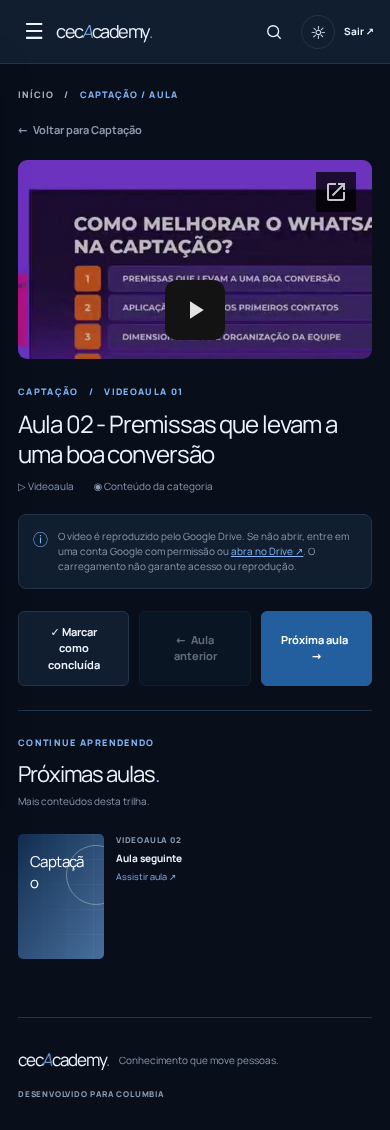 ☰ cecAcademy. Sair ↗
INÍCIO / CAPTAÇÃO / AULA
← Voltar para Captação
COMO MELHORAR O WHATSA
NA CAPTAÇÃO?
1 PREMISSAS QUE LEVAM A UMA BOA CONVERSÃO
2 APLICAÇÃ OS PRIMEIROS CONTATOS
3 DIMENSION ORGANIZAÇÃO DA EQUIPE
CAPTAÇÃO / VIDEOAULA 01
Aula 02 - Premissas que levam a
uma boa conversão
▷ Videoaula ◉ Conteúdo da categoria
O vídeo é reproduzido pelo Google Drive. Se não abrir, entre em
uma conta Google com permissão ou abra no Drive ↗. O
carregamento não garante acesso ou reprodução.
✓ Marcar
como
concluída
← Aula
anterior
Próxima aula
→
CONTINUE APRENDENDO
Próximas aulas.
Mais conteúdos desta trilha.
Captaçã
o
VIDEOAULA 02
Aula seguinte
Assistir aula ↗
cecAcademy. Conhecimento que move pessoas.
DESENVOLVIDO PARA COLUMBIA